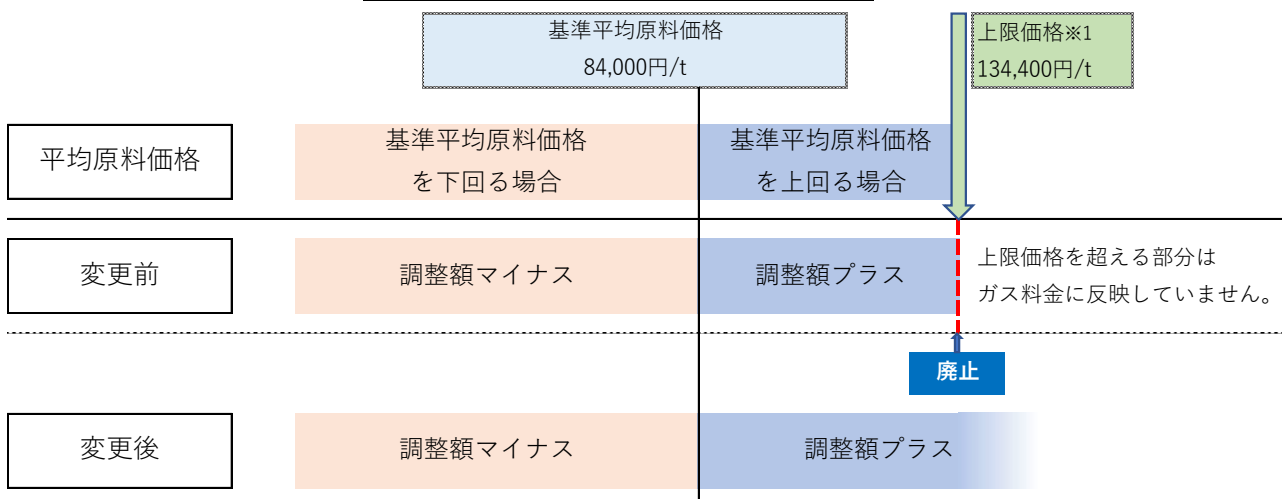 基準平均原料価格
84,000円/t
上限価格※1
134,400円/t
平均原料価格
基準平均原料価格
を下回る場合
基準平均原料価格
を上回る場合
変更前
調整額マイナス
調整額プラス
上限価格を超える部分は
ガス料金に反映していません。
廃止
変更後
調整額マイナス
調整額プラス